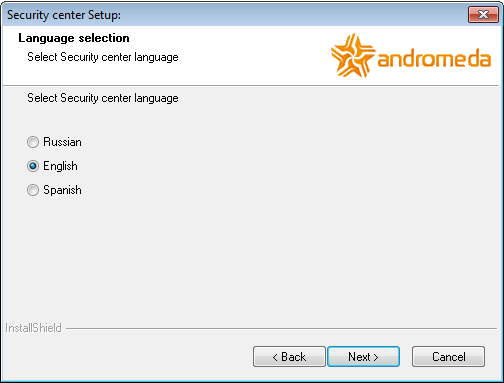 Security center Setup:
Language selection
Select Security center language
andromeda
Select Security center language
Russian
English
Spanish
InstallShield
< Back
Next >
Cancel